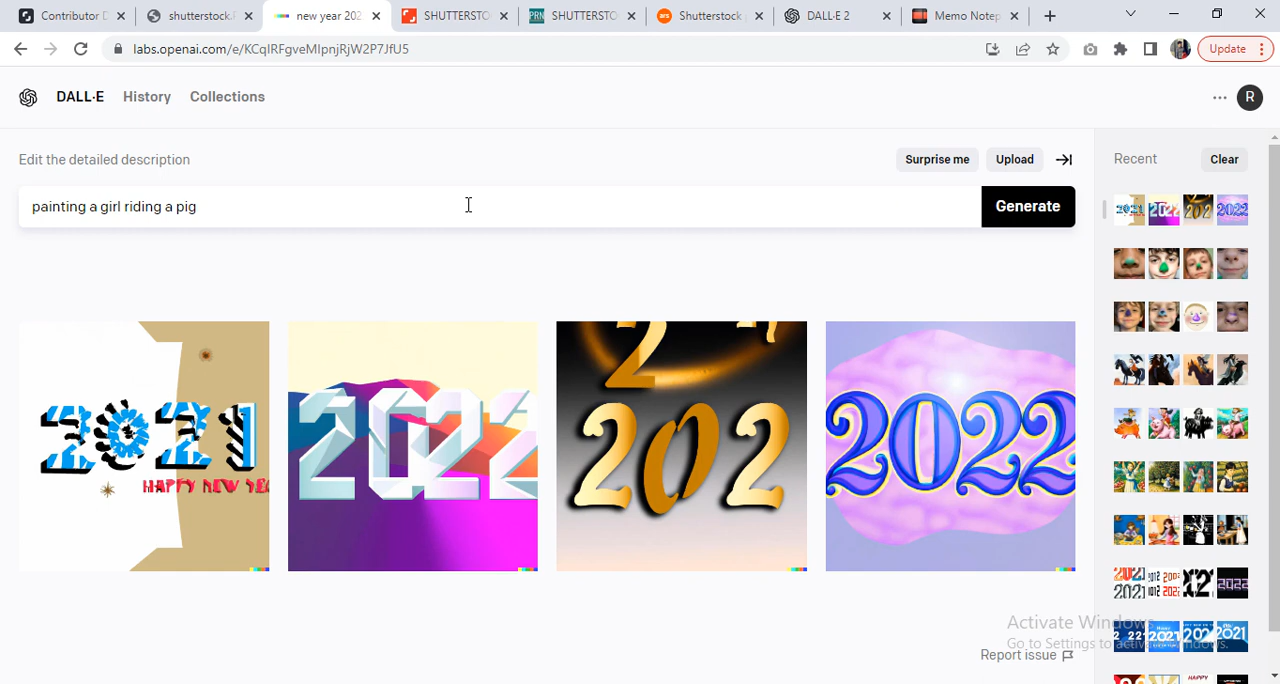 Contributor D
shutterstock.R
new year 202
SHUTTERSTO
SHUTTERSTO
Shutterstock
DALL·E 2
Memo Notep
labs.openai.com/e/KCqIRFgveMIpnjRjW2P7JfU5
Update
DALL·E History Collections
R
Edit the detailed description
Surprise me
Upload
Recent
Clear
painting a girl riding a pig
Generate
2021
HAPPY NEW YEA
2022
2
202
2022
Activate Windows
Go to Settings to activate Windows.
Report issue